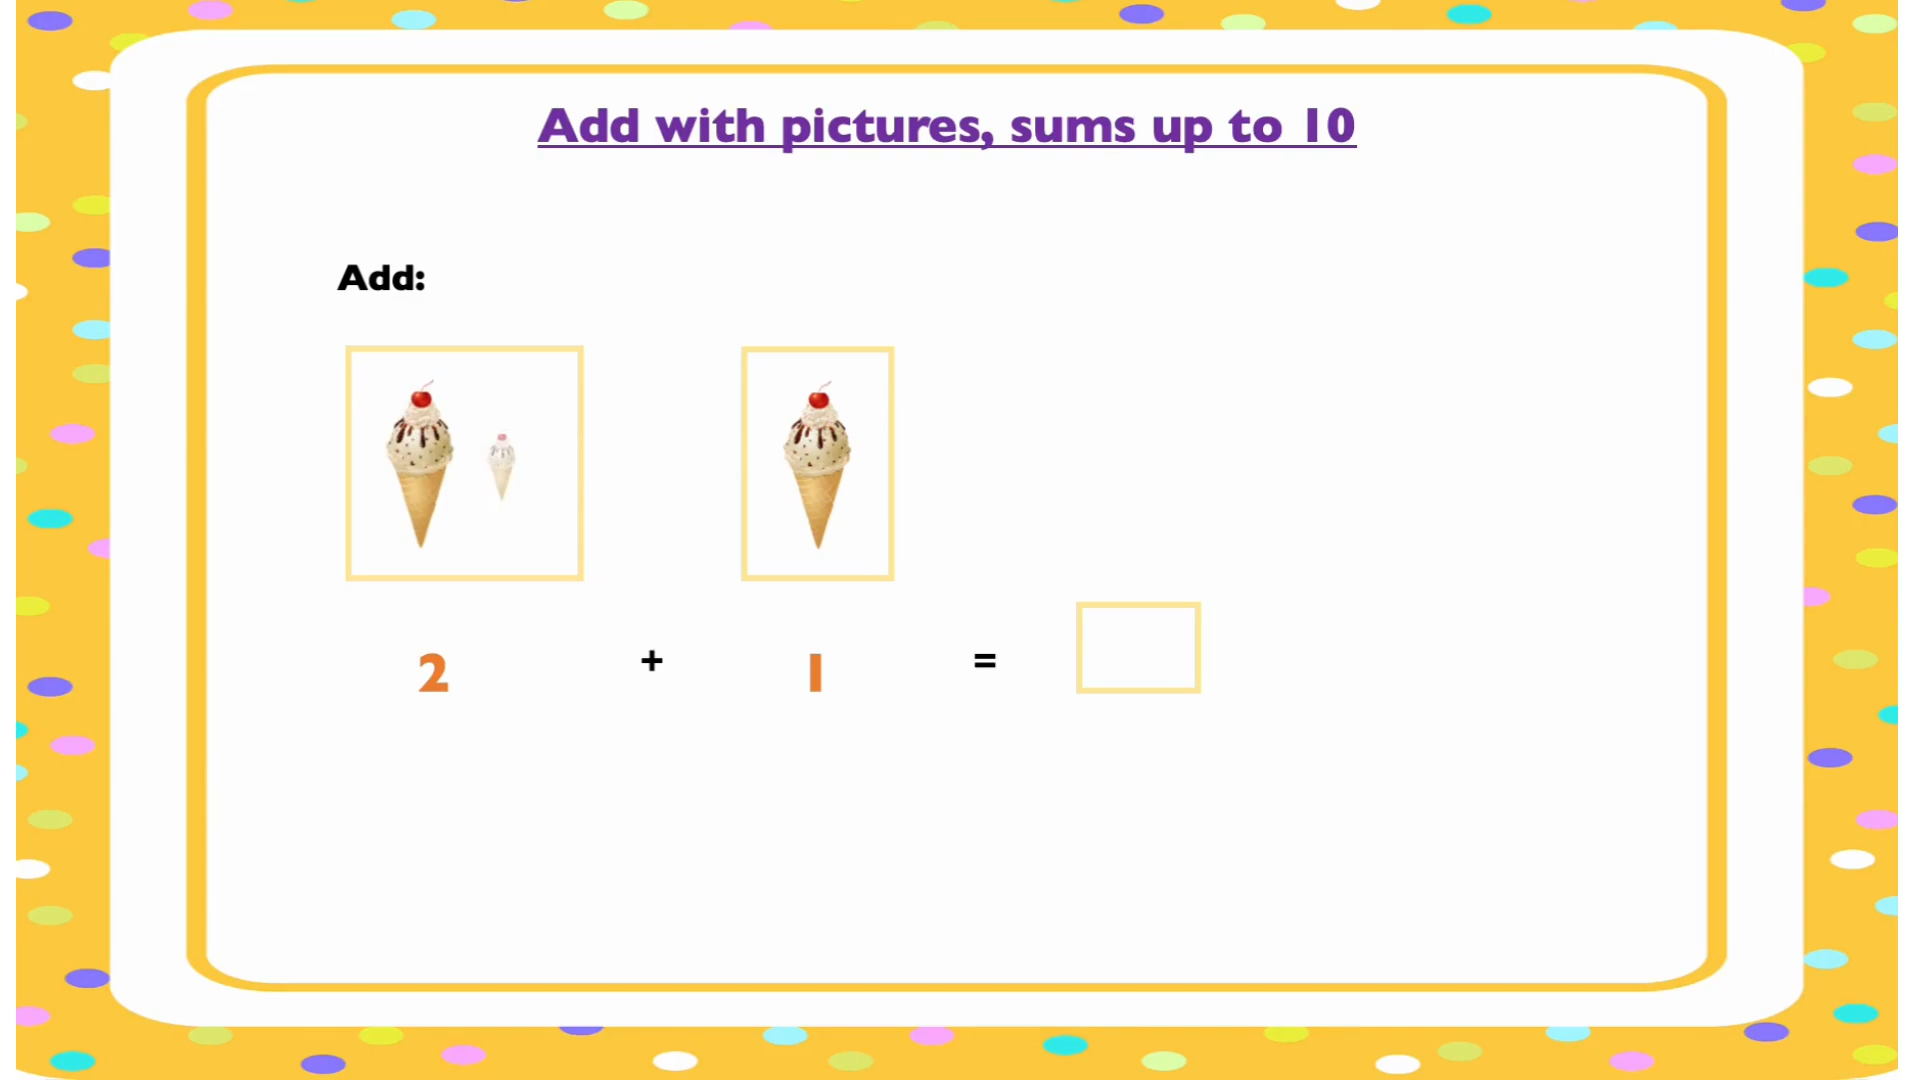 Add with pictures, sums up to 10
Add:
2 + 1 =